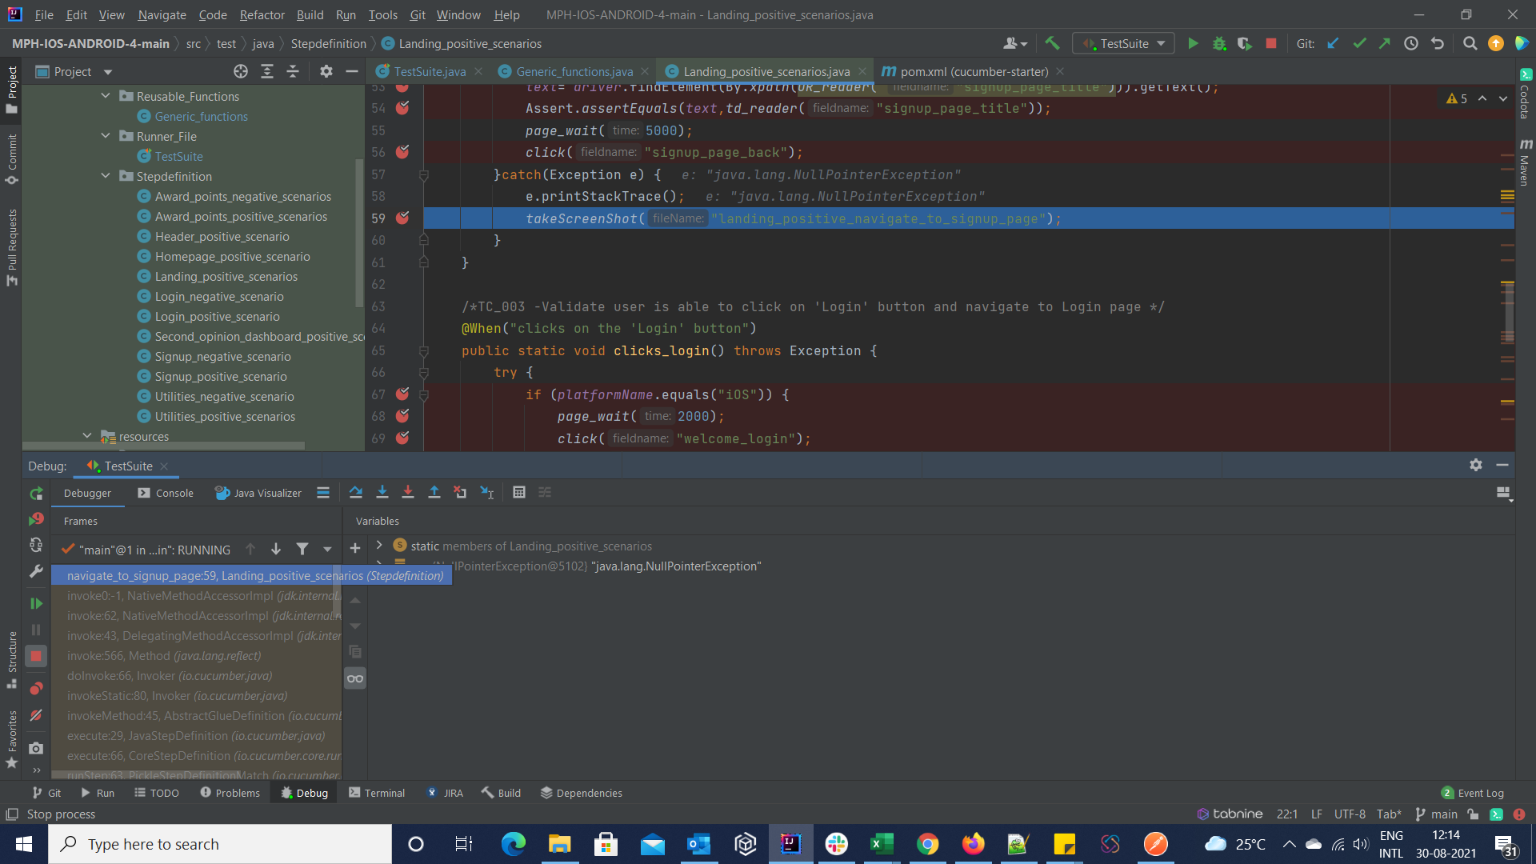 File Edit View Navigate Code Refactor Build Run Tools Git Window Help MPH-IOS-ANDROID-4-main - Landing_positive_scenarios.java
MPH-IOS-ANDROID-4-main src test java Stepdefinition Landing_positive_scenarios TestSuite Git:
Project TestSuite.java Generic_functions.java Landing_positive_scenarios.java pom.xml (cucumber-starter)
Project
Commit
Pull Requests
Structure
Favorites
Codota
Maven
Reusable_Functions
Generic_functions
Runner_File
TestSuite
Stepdefinition
Award_points_negative_scenarios
Award_points_positive_scenarios
Header_positive_scenario
Homepage_positive_scenario
Landing_positive_scenarios
Login_negative_scenario
Login_positive_scenario
Second_opinion_dashboard_positive_sc
Signup_negative_scenario
Signup_positive_scenario
Utilities_negative_scenario
Utilities_positive_scenarios
resources
5
53 text= driver.findElement(By.xpath(OR_reader( fieldname: "signup_page_title"))).getText();
54 Assert.assertEquals(text,td_reader( fieldname: "signup_page_title"));
55 page_wait( time: 5000);
56 click( fieldname: "signup_page_back");
57 }catch(Exception e) { e: "java.lang.NullPointerException"
58 e.printStackTrace(); e: "java.lang.NullPointerException"
59 takeScreenShot( fileName: "landing_positive_navigate_to_signup_page");
60 }
61 }
62
63 /*TC_003 -Validate user is able to click on 'Login' button and navigate to Login page */
64 @When("clicks on the 'Login' button")
65 public static void clicks_login() throws Exception {
66 try {
67 if (platformName.equals("iOS")) {
68 page_wait( time: 2000);
69 click( fieldname: "welcome_login");
Debug: TestSuite
Debugger Console Java Visualizer
Frames Variables
"main"@1 in ...in": RUNNING
static members of Landing_positive_scenarios
lPointerException@5102} "java.lang.NullPointerException"
navigate_to_signup_page:59, Landing_positive_scenarios (Stepdefinition)
invoke0:-1, NativeMethodAccessorImpl (jdk.internal.
invoke:62, NativeMethodAccessorImpl (jdk.internal.r
invoke:43, DelegatingMethodAccessorImpl (jdk.inter
invoke:566, Method (java.lang.reflect)
doInvoke:66, Invoker (io.cucumber.java)
invokeStatic:80, Invoker (io.cucumber.java)
invokeMethod:45, AbstractGlueDefinition (io.cucumb
execute:29, JavaStepDefinition (io.cucumber.java)
execute:66, CoreStepDefinition (io.cucumber.core.run
runStep:63, PickleStepDefinitionMatch (io.cucumber.
Git Run TODO Problems Debug Terminal JIRA Build Dependencies 2 Event Log
Stop process tabnine 22:1 LF UTF-8 Tab* main
Type here to search 25°C ENG INTL 12:14 30-08-2021 31